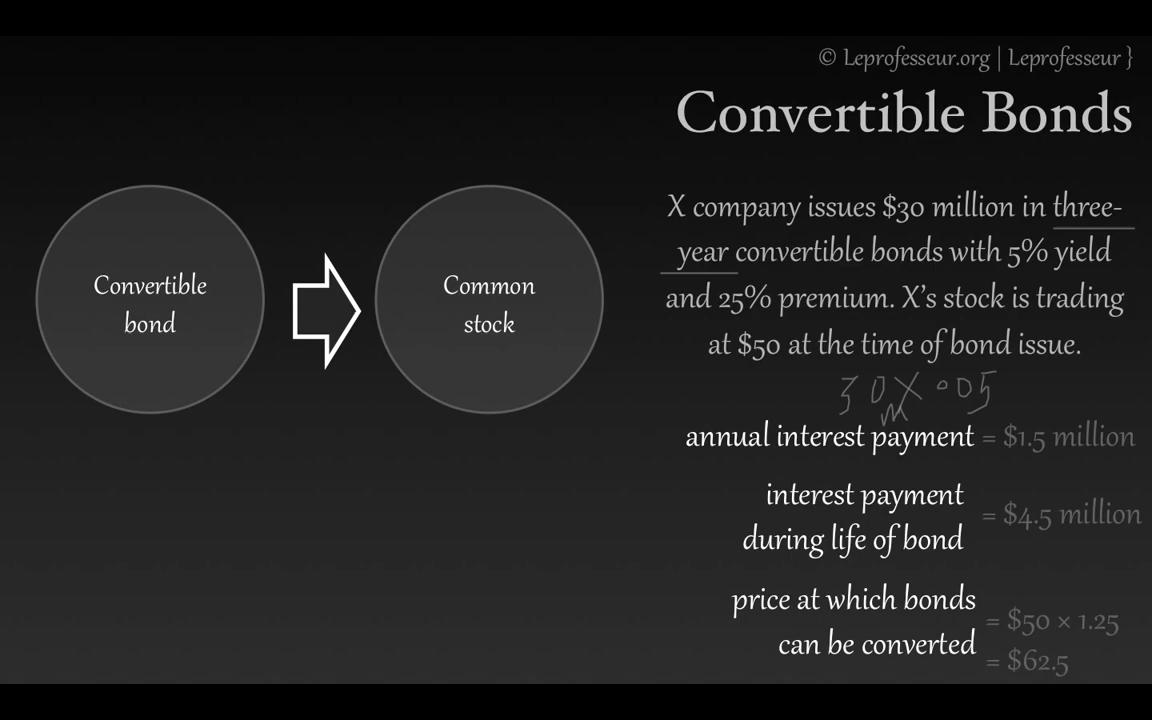 © Leprofesseur.org | Leprofesseur }
Convertible Bonds
Convertible
bond
Common
stock
X company issues $30 million in three-
year convertible bonds with 5% yield
and 25% premium. X's stock is trading
at $50 at the time of bond issue.
30m X .05
annual interest payment = $1.5 million
interest payment
during life of bond
= $4.5 million
price at which bonds
can be converted
= $50 × 1.25
= $62.5